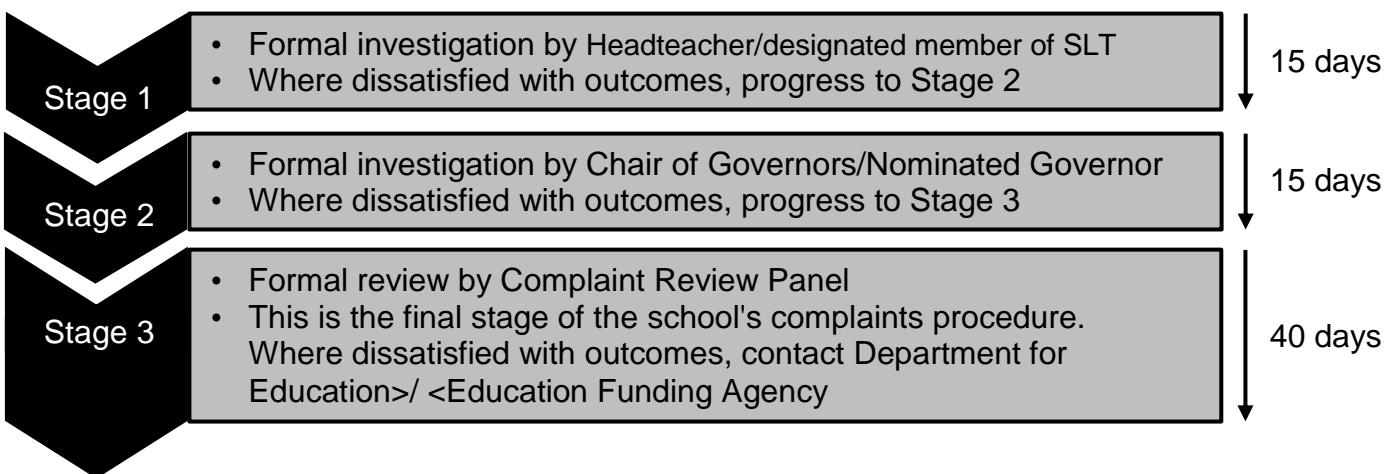 Stage 1
• Formal investigation by Headteacher/designated member of SLT
• Where dissatisfied with outcomes, progress to Stage 2
15 days
Stage 2
• Formal investigation by Chair of Governors/Nominated Governor
• Where dissatisfied with outcomes, progress to Stage 3
15 days
Stage 3
• Formal review by Complaint Review Panel
• This is the final stage of the school's complaints procedure.
Where dissatisfied with outcomes, contact Department for
Education>/ <Education Funding Agency
40 days